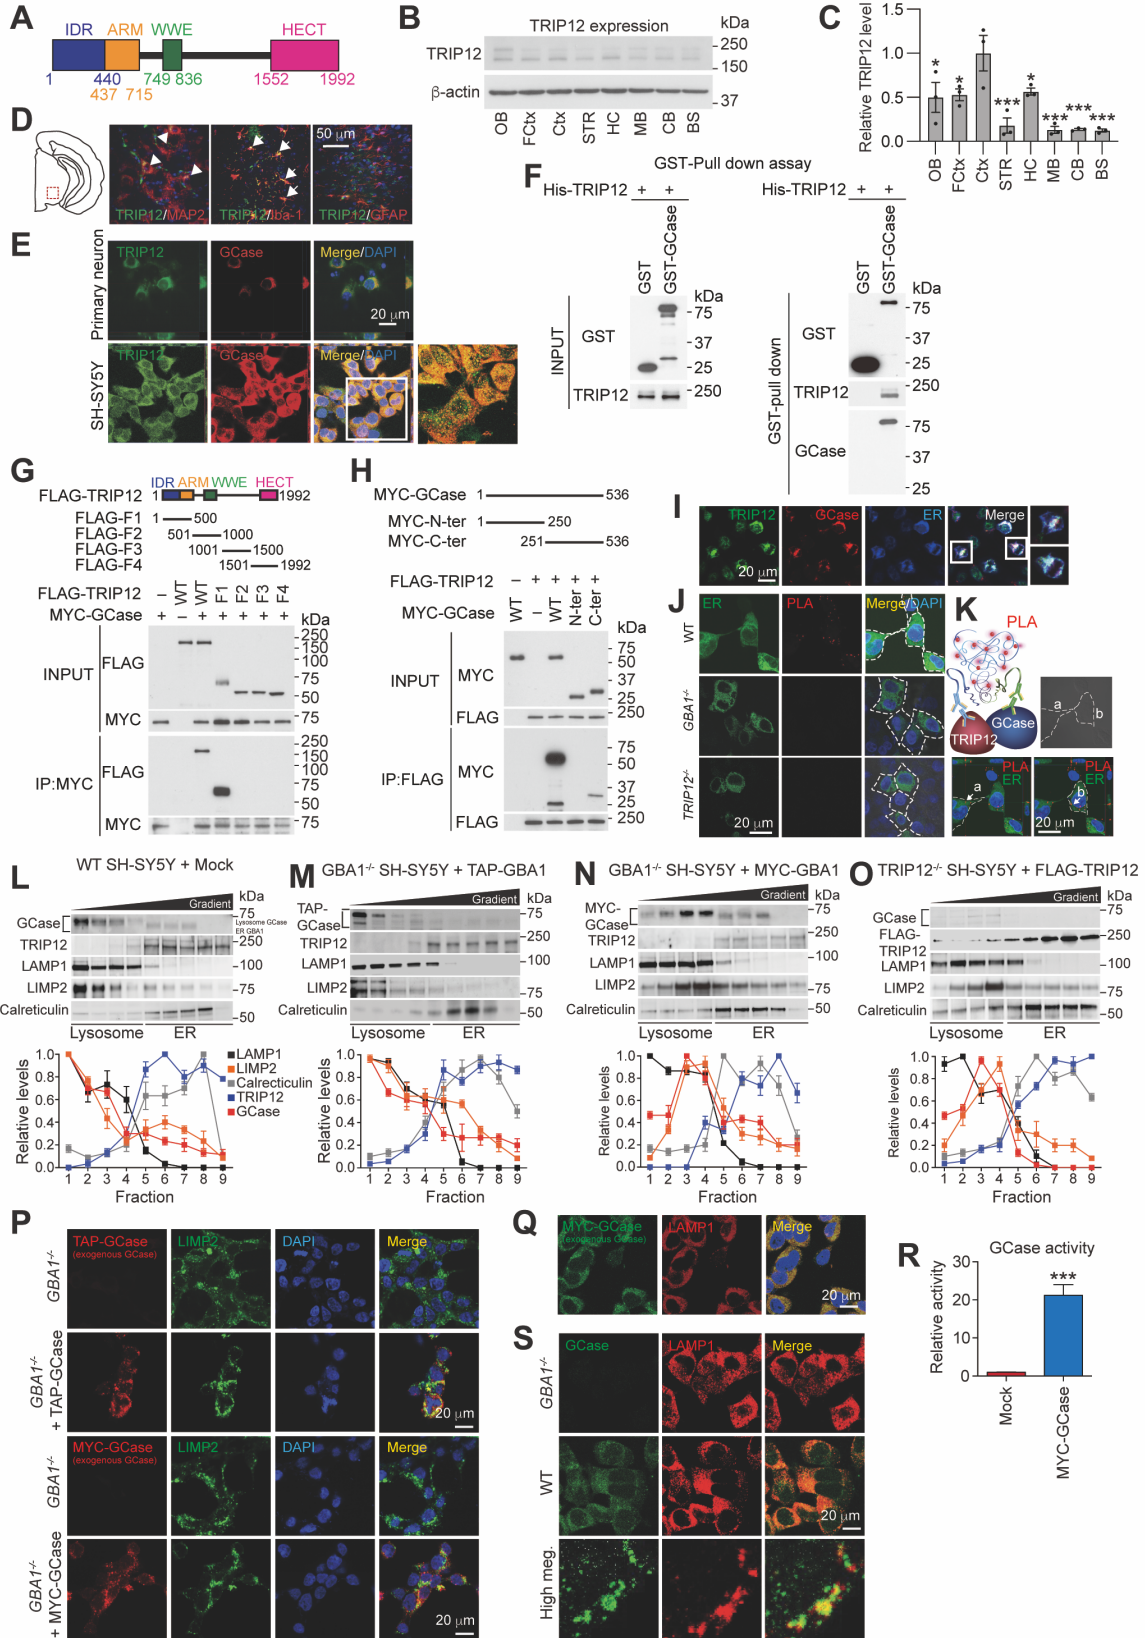 A
IDR ARM WWE HECT
1 440 749 836 1552 1992
437 715
B
TRIP12 expression
kDa
TRIP12
250
150
β-actin
37
OB FCtx Ctx STR HC MB CB BS
C
Relative TRIP12 level
1.5
1.0
0.5
0.0
* * * *** *** *** ***
OB FCtx Ctx STR HC MB CB BS
D
50 μm
TRIP12/MAP2 TRIP12/Iba-1 TRIP12/GFAP
E
Primary neuron
TRIP12 GCase Merge/DAPI
20 μm
SH-SY5Y
TRIP12 GCase Merge/DAPI
F
GST-Pull down assay
His-TRIP12 + +
GST GST-GCase
kDa
INPUT
GST
75
37
25
TRIP12
250
His-TRIP12 + +
GST GST-GCase
kDa
GST-pull down
GST
75
37
25
TRIP12
250
GCase
75
37
25
G
IDR ARM WWE HECT
FLAG-TRIP12 1 1992
FLAG-F1 1 500
FLAG-F2 501 1000
FLAG-F3 1001 1500
FLAG-F4 1501 1992
FLAG-TRIP12 – WT WT F1 F2 F3 F4
MYC-GCase + – + + + + +
kDa
INPUT
FLAG
250
150
100
75
50
MYC
75
IP:MYC
FLAG
250
150
100
75
50
MYC
75
H
MYC-GCase 1 536
MYC-N-ter 1 250
MYC-C-ter 251 536
FLAG-TRIP12 – + + + +
MYC-GCase WT – WT N-ter C-ter
kDa
INPUT
MYC
75
50
37
25
FLAG
250
IP:FLAG
MYC
75
50
37
25
FLAG
250
I
TRIP12 GCase ER Merge
20 μm
J
ER PLA Merge/DAPI
WT
GBA1-/-
TRIP12-/-
20 μm
K
PLA
TRIP12 GCase
a b
PLA
ER
a
PLA
ER
b
20 μm
L
WT SH-SY5Y + Mock
Gradient
kDa
GCase
75
Lysosome GCase
ER GBA1
TRIP12
250
LAMP1
100
LIMP2
75
Calreticulin
50
Lysosome ER
Relative levels
1.0
0.8
0.6
0.4
0.2
0.0
1 2 3 4 5 6 7 8 9
Fraction
LAMP1
LIMP2
Calrecticulin
TRIP12
GCase
M
GBA1-/- SH-SY5Y + TAP-GBA1
Gradient
kDa
TAP-
GCase
75
TRIP12
250
LAMP1
100
LIMP2
75
Calreticulin
50
Lysosome ER
Relative levels
1.0
0.8
0.6
0.4
0.2
0.0
1 2 3 4 5 6 7 8 9
Fraction
N
GBA1-/- SH-SY5Y + MYC-GBA1
Gradient
kDa
MYC-
GCase
75
TRIP12
250
LAMP1
100
LIMP2
75
Calreticulin
50
Lysosome ER
Relative levels
1.0
0.8
0.6
0.4
0.2
0.0
1 2 3 4 5 6 7 8 9
Fraction
O
TRIP12-/- SH-SY5Y + FLAG-TRIP12
Gradient
kDa
GCase
75
FLAG-
TRIP12
250
LAMP1
100
LIMP2
75
Calreticulin
50
Lysosome ER
Relative levels
1.0
0.8
0.6
0.4
0.2
0.0
1 2 3 4 5 6 7 8 9
Fraction
P
TAP-GCase LIMP2 DAPI Merge
(exogenous GCase)
GBA1-/-
GBA1-/-
+ TAP-GCase
20 μm
MYC-GCase LIMP2 DAPI Merge
(exogenous GCase)
GBA1-/-
GBA1-/-
+ MYC-GCase
20 μm
Q
MYC-GCase LAMP1 Merge
(exogenous GCase)
20 μm
R
GCase activity
Relative activity
30
20
10
0
***
Mock MYC-GCase
S
GCase LAMP1 Merge
GBA1-/-
WT
20 μm
High meg.